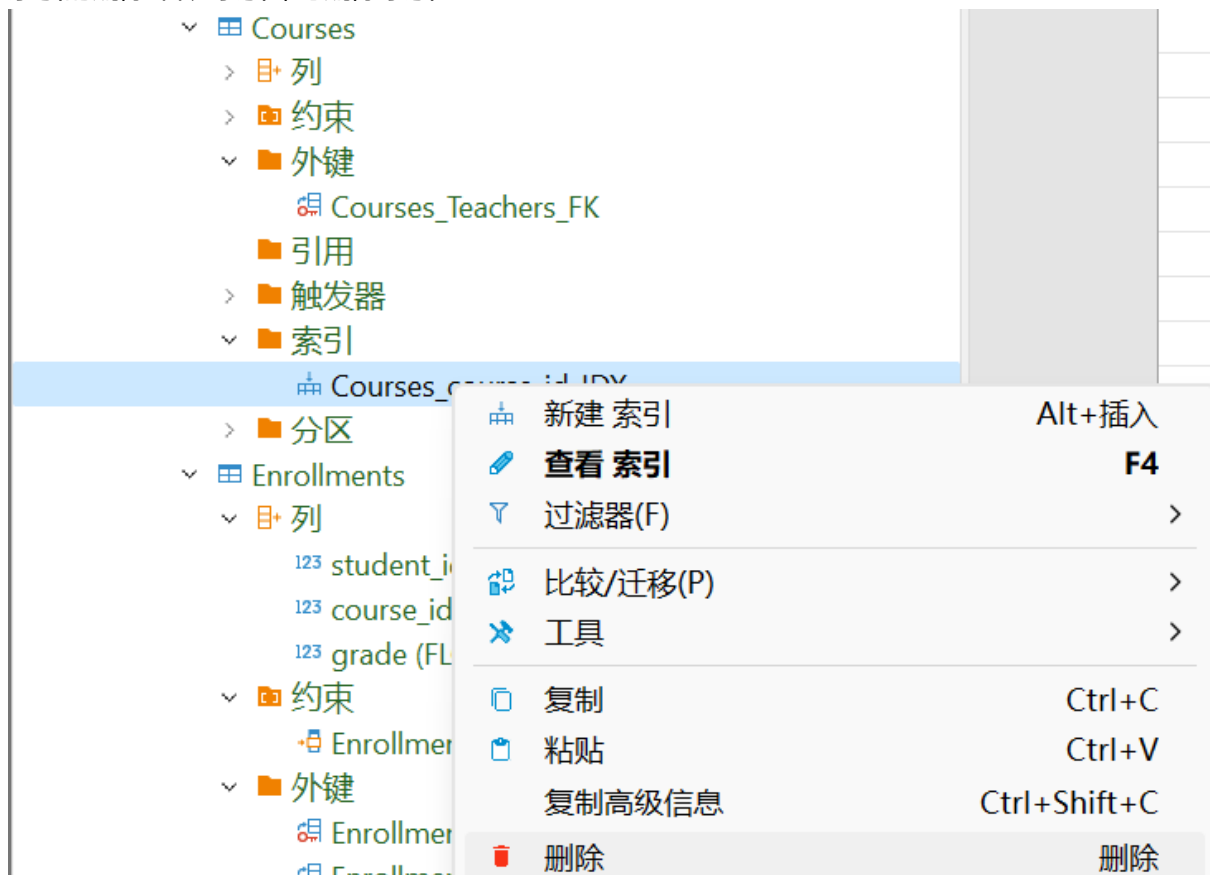 Courses
列
约束
外键
Courses_Teachers_FK
引用
触发器
索引
Courses_course_id_IDX
新建 索引 Alt+插入
分区
查看 索引 F4
Enrollments
过滤器(F)
列
student_i
比较/迁移(P)
course_id
工具
grade (FL
约束
复制 Ctrl+C
Enrollmer
粘贴 Ctrl+V
外键
复制高级信息 Ctrl+Shift+C
Enrollmer
删除 删除